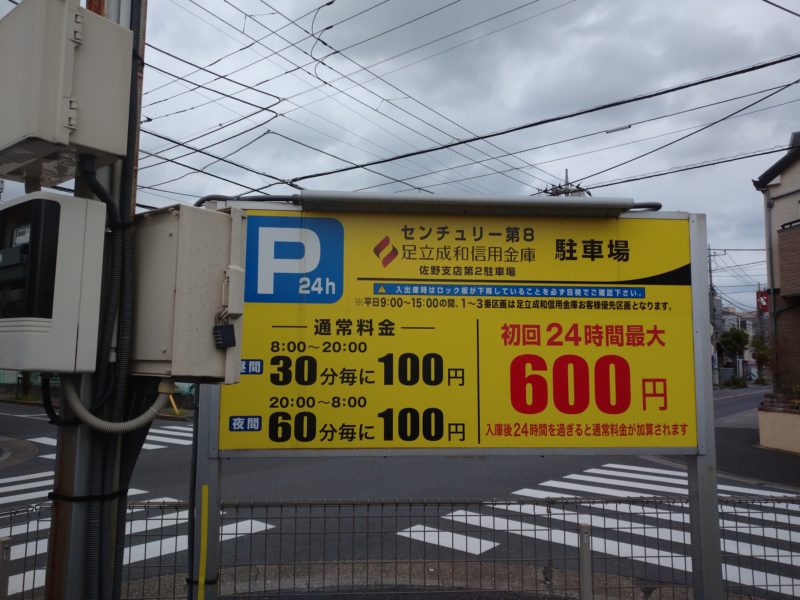 P
24h
センチュリー第8
足立成和信用金庫
佐野支店第2駐車場
駐車場
入出庫時はロック板が下降していることを必ず目視でご確認下さい。
※平日9:00〜15:00の間、1〜3番区画は足立成和信用金庫お客様優先区画となります。
通常料金
8:00〜20:00
昼間 30分毎に100円
20:00〜8:00
夜間 60分毎に100円
初回24時間最大
600円
入庫後24時間を過ぎると通常料金が加算されます